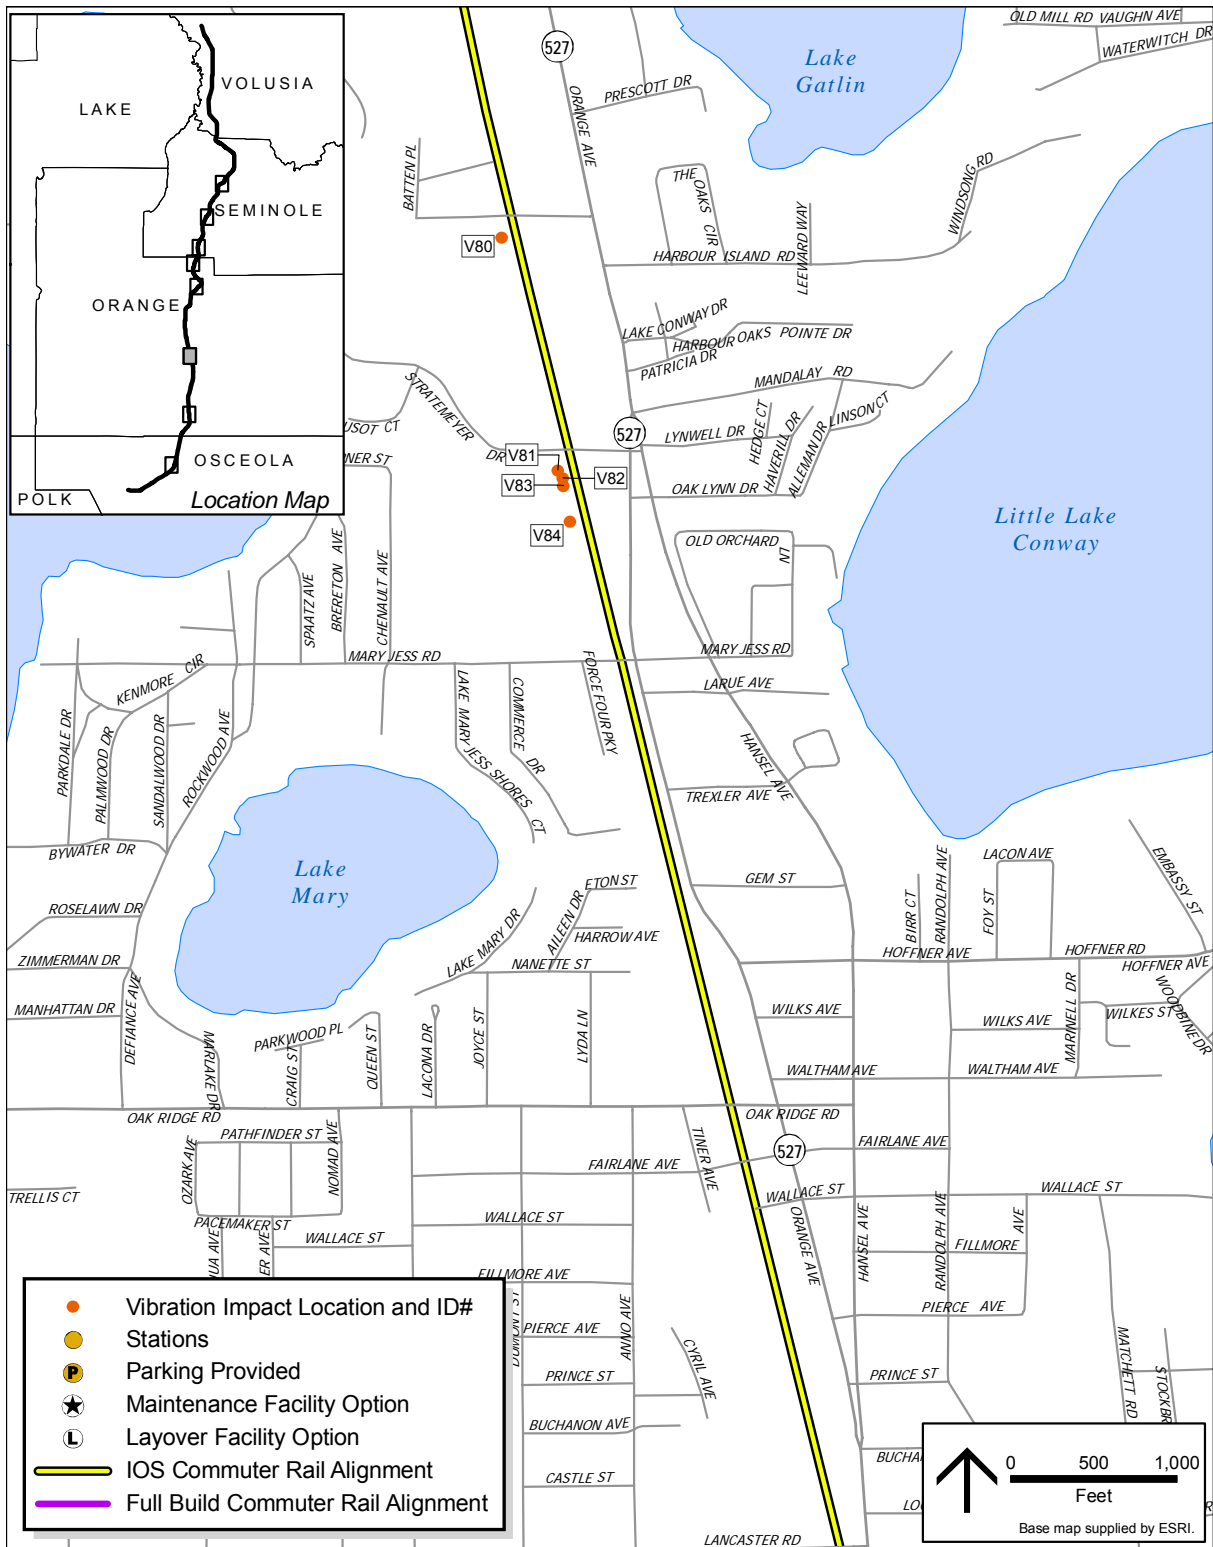 OLD MILL RD
VAUGHN AVE
WATERWITCH DR
527
Lake
Gatlin
PRESCOTT DR
ORANGE AVE
VOLUSIA
LAKE
SEMINOLE
ORANGE
OSCEOLA
POLK
Location Map
BATTEN PL
THE OAKS CIR
LEEWARD WAY
WINDSONG RD
V80
HARBOUR ISLAND RD
LAKE CONWAY DR
HARBOUR OAKS POINTE DR
PATRICIA DR
MANDALAY RD
STRATEMEYER DR
USOT CT
NER ST
527
LYNWELL DR
HEDGE CT
HAVERILL DR
ALLEMAN DR
LINSON CT
V81
V82
V83
OAK LYNN DR
V84
OLD ORCHARD LN
Little Lake
Conway
SPAATZ AVE
BRERETON AVE
CHENAULT AVE
MARY JESS RD
MARY JESS RD
KENMORE CIR
FORCE FOUR PKY
LARUE AVE
LAKE MARY JESS SHORES CT
COMMERCE DR
PARKDALE DR
PALMWOOD DR
SANDALWOOD DR
ROCKWOOD AVE
HANSEL AVE
TREXLER AVE
BYWATER DR
Lake
Mary
GEM ST
ETON ST
AILEEN DR
HARROW AVE
LAKE MARY DR
NANETTE ST
LACON AVE
BIRR CT
RANDOLPH AVE
FOY ST
EMBASSY ST
HOFFNER AVE
HOFFNER RD
HOFFNER AVE
ROSELAWN DR
ZIMMERMAN DR
MANHATTAN DR
DEFIANCE AVE
MARLAKE DR
PARKWOOD PL
CRAIG ST
QUEEN ST
LACONA DR
JOYCE ST
LYDA LN
WILKS AVE
WILKS AVE
MARINELL DR
WILKES ST
WOODBINE DR
WALTHAM AVE
WALTHAM AVE
OAK RIDGE RD
OAK RIDGE RD
527
PATHFINDER ST
OZARK AVE
NOMAD AVE
TRELLIS CT
PACEMAKER ST
FAIRLANE AVE
TINER AVE
FAIRLANE AVE
WALLACE ST
WALLACE ST
WALLACE ST
WALLACE ST
HUA AVE
ER AVE
ORANGE AVE
HANSEL AVE
RANDOLPH AVE
FILLMORE AVE
FILLMORE AVE
PIERCE AVE
PIERCE AVE
DUMONT ST
ANNO AVE
PRINCE ST
PRINCE ST
CYRIL AVE
BUCHANON AVE
CASTLE ST
LANCASTER RD
MATCHETT RD
STOCKBR
BUCHA
LO
R
Vibration Impact Location and ID#
Stations
P
Parking Provided
Maintenance Facility Option
L
Layover Facility Option
IOS Commuter Rail Alignment
Full Build Commuter Rail Alignment
0 500 1,000
Feet
Base map supplied by ESRI.